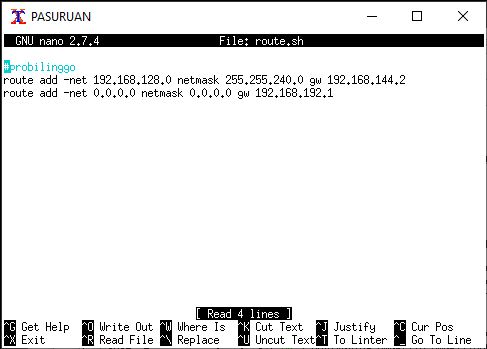 PASURUAN
GNU nano 2.7.4 File: route.sh
#probilinggo
route add -net 192.168.128.0 netmask 255.255.240.0 gw 192.168.144.2
route add -net 0.0.0.0 netmask 0.0.0.0 gw 192.168.192.1
[ Read 4 lines ]
^G Get Help ^O Write Out ^W Where Is ^K Cut Text ^J Justify ^C Cur Pos
^X Exit ^R Read File ^\ Replace ^U Uncut Text ^T To Linter ^_ Go To Line